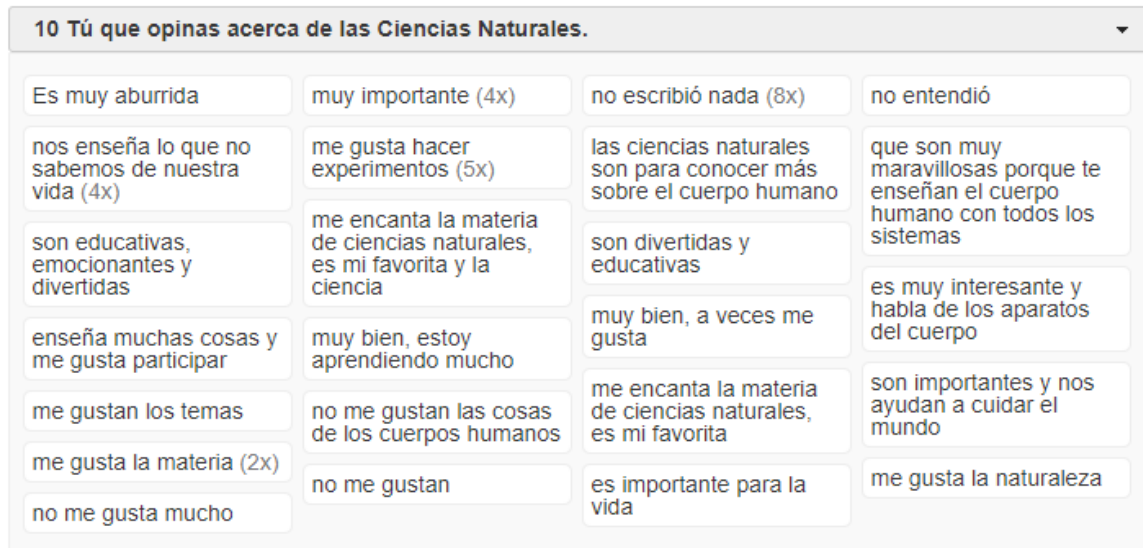 10 Tú que opinas acerca de las Ciencias Naturales.
Es muy aburrida
nos enseña lo que no
sabemos de nuestra
vida (4x)
son educativas,
emocionantes y
divertidas
enseña muchas cosas y
me gusta participar
me gustan los temas
me gusta la materia (2x)
no me gusta mucho
muy importante (4x)
me gusta hacer
experimentos (5x)
me encanta la materia
de ciencias naturales,
es mi favorita y la
ciencia
muy bien, estoy
aprendiendo mucho
no me gustan las cosas
de los cuerpos humanos
no me gustan
no escribió nada (8x)
las ciencias naturales
son para conocer más
sobre el cuerpo humano
son divertidas y
educativas
muy bien, a veces me
gusta
me encanta la materia
de ciencias naturales,
es mi favorita
es importante para la
vida
no entendió
que son muy
maravillosas porque te
enseñan el cuerpo
humano con todos los
sistemas
es muy interesante y
habla de los aparatos
del cuerpo
son importantes y nos
ayudan a cuidar el
mundo
me gusta la naturaleza